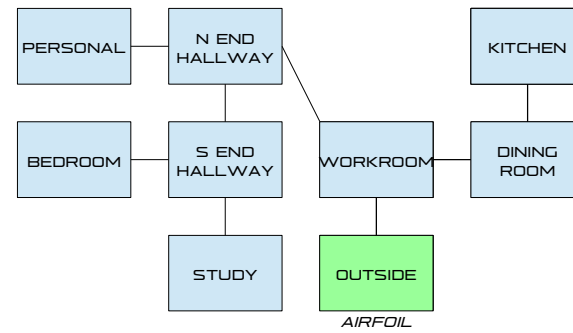 PERSONAL
N END
HALLWAY
KITCHEN
BEDROOM
S END
HALLWAY
WORKROOM
DINING
ROOM
STUDY
OUTSIDE
AIRFOIL